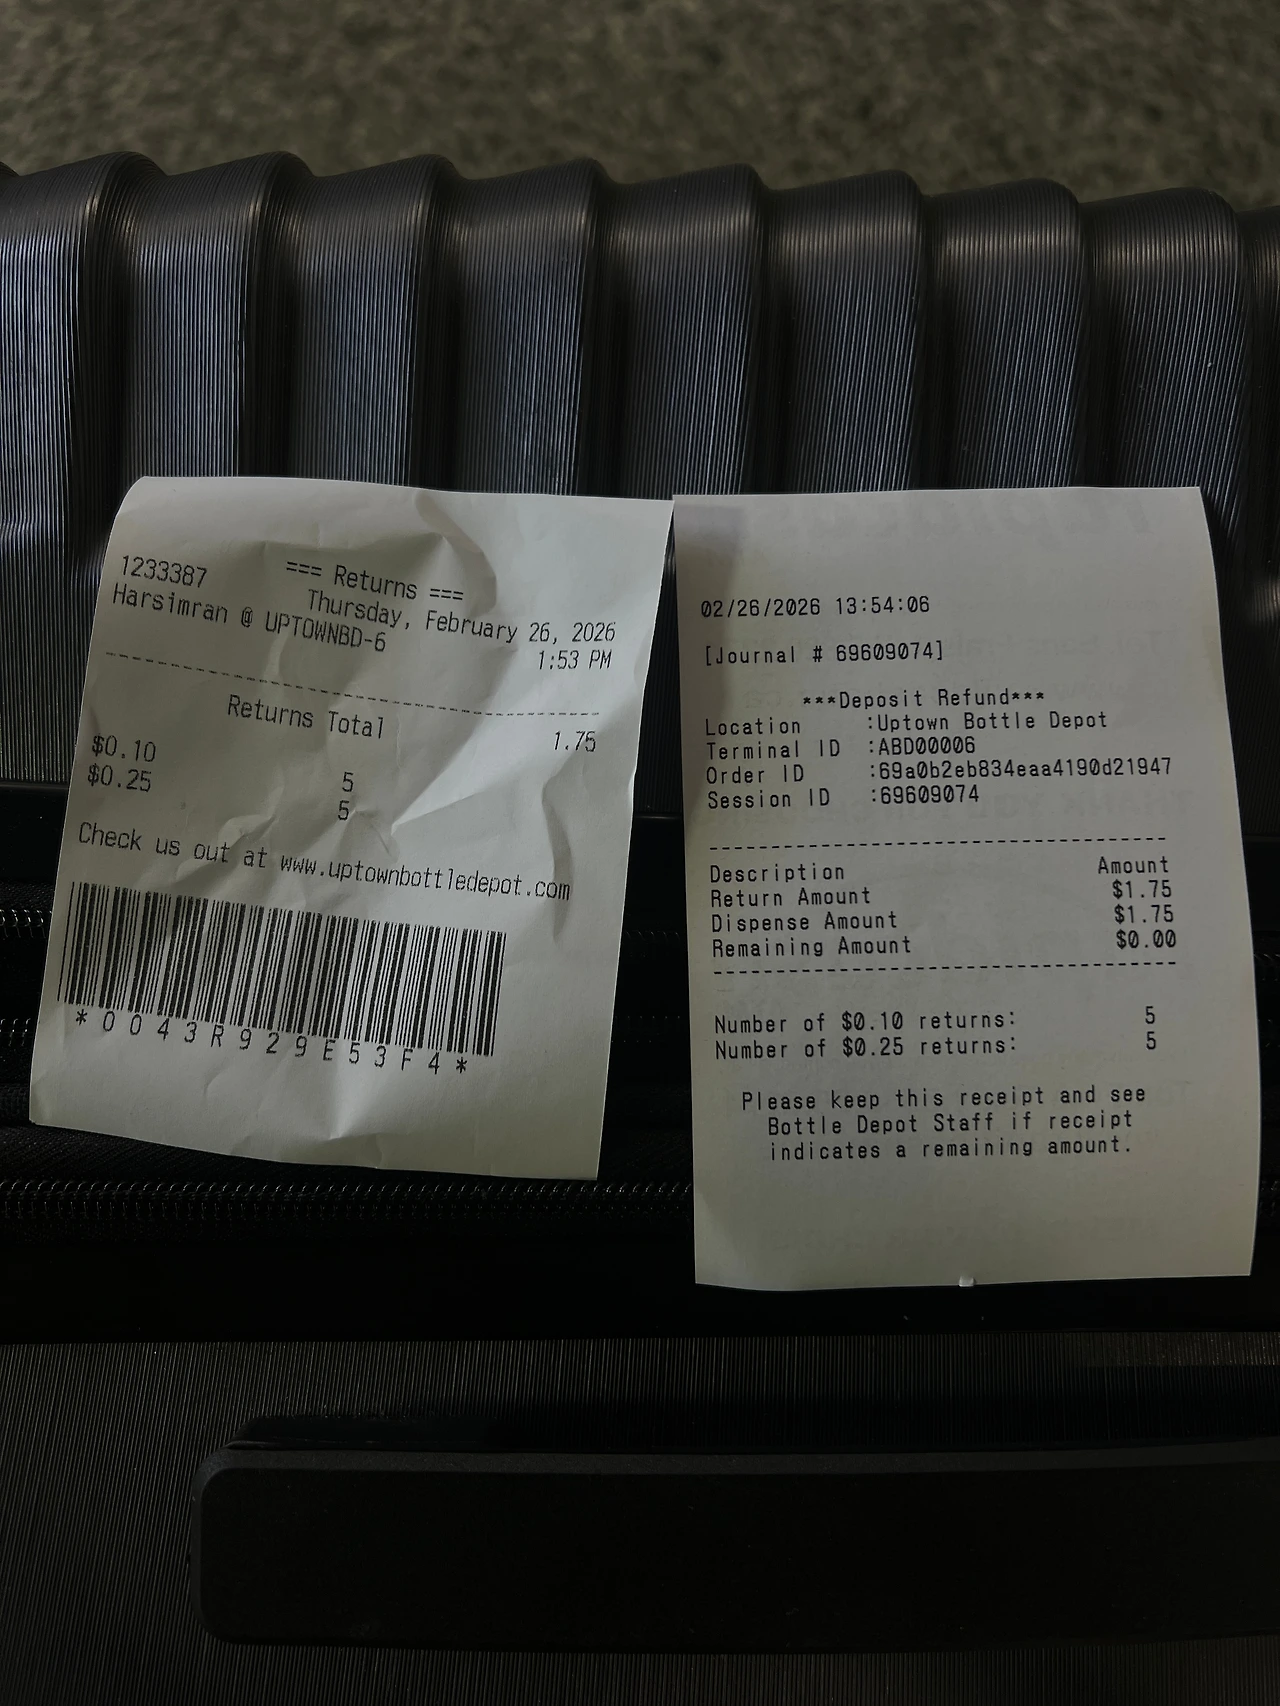 1233387 === Returns ===
Thursday, February 26, 2026
Harsimran @ UPTOWNBD-6 1:53 PM
Returns Total 1.75
$0.10 5
$0.25 5
Check us out at www.uptownbottledepot.com
*0043R929E53F4*
02/26/2026 13:54:06
[Journal # 69609074]
***Deposit Refund***
Location :Uptown Bottle Depot
Terminal ID :ABD00006
Order ID :69a0b2eb834eaa4190d21947
Session ID :69609074
Description Amount
Return Amount $1.75
Dispense Amount $1.75
Remaining Amount $0.00
Number of $0.10 returns: 5
Number of $0.25 returns: 5
Please keep this receipt and see
Bottle Depot Staff if receipt
indicates a remaining amount.